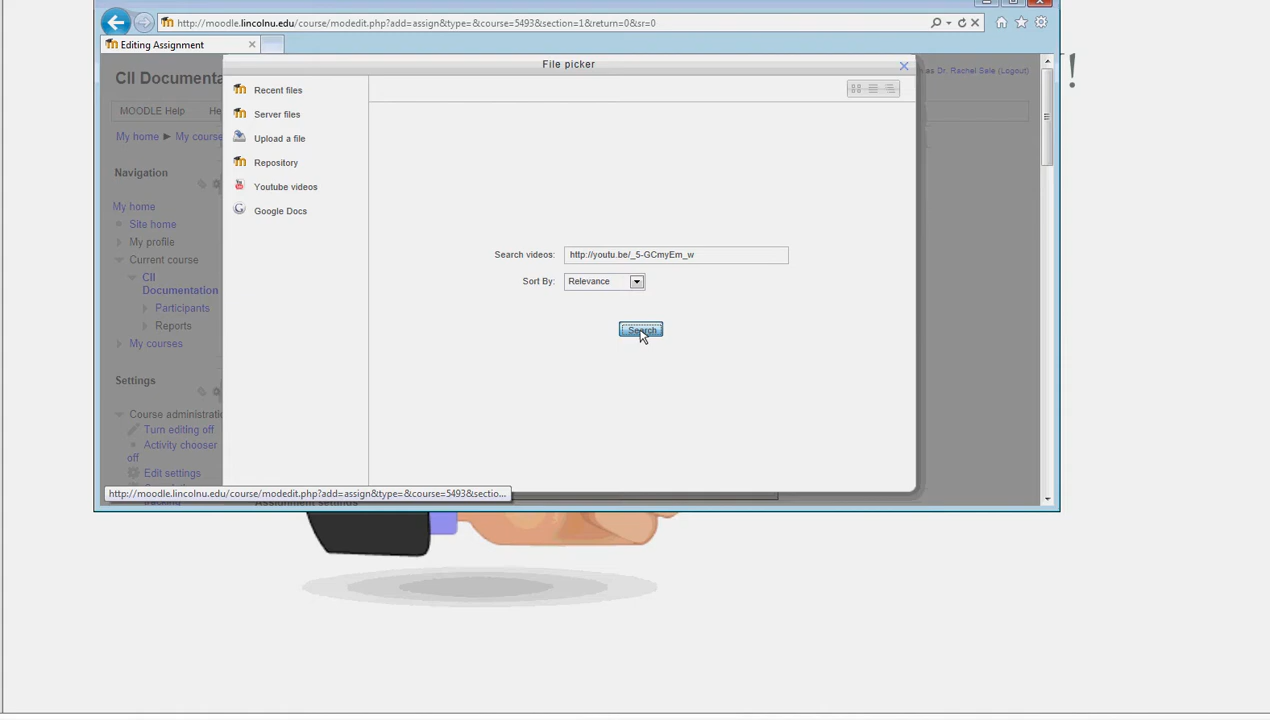 http://moodle.lincolnu.edu/course/modedit.php?add=assign&type=&course=5493&section=1&return=0&sr=0
Editing Assignment
File picker
CII Documenta
as Dr. Rachel Sale (Logout)
!
MOODLE Help
He
My home ► My course
Navigation
My home
Site home
My profile
Current course
CII
Documentation
Participants
Reports
My courses
Settings
Course administratio
Turn editing off
Activity chooser
off
Edit settings
Recent files
Server files
Upload a file
Repository
Youtube videos
Google Docs
Search videos: http://youtu.be/_5-GCmyEm_w
Sort By: Relevance
Search
http://moodle.lincolnu.edu/course/modedit.php?add=assign&type=&course=5493&sectio...